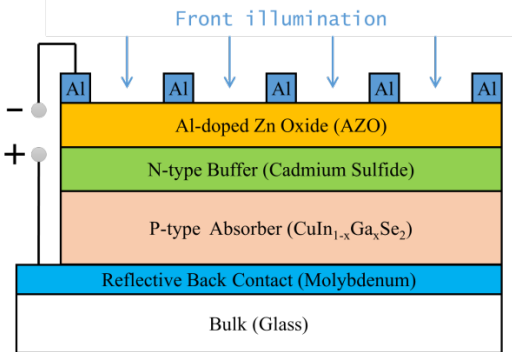 Front illumination
Al Al Al Al Al
−
Al-doped Zn Oxide (AZO)
+
N-type Buffer (Cadmium Sulfide)
P-type Absorber (CuIn₁₋ₓGaₓSe₂)
Reflective Back Contact (Molybdenum)
Bulk (Glass)